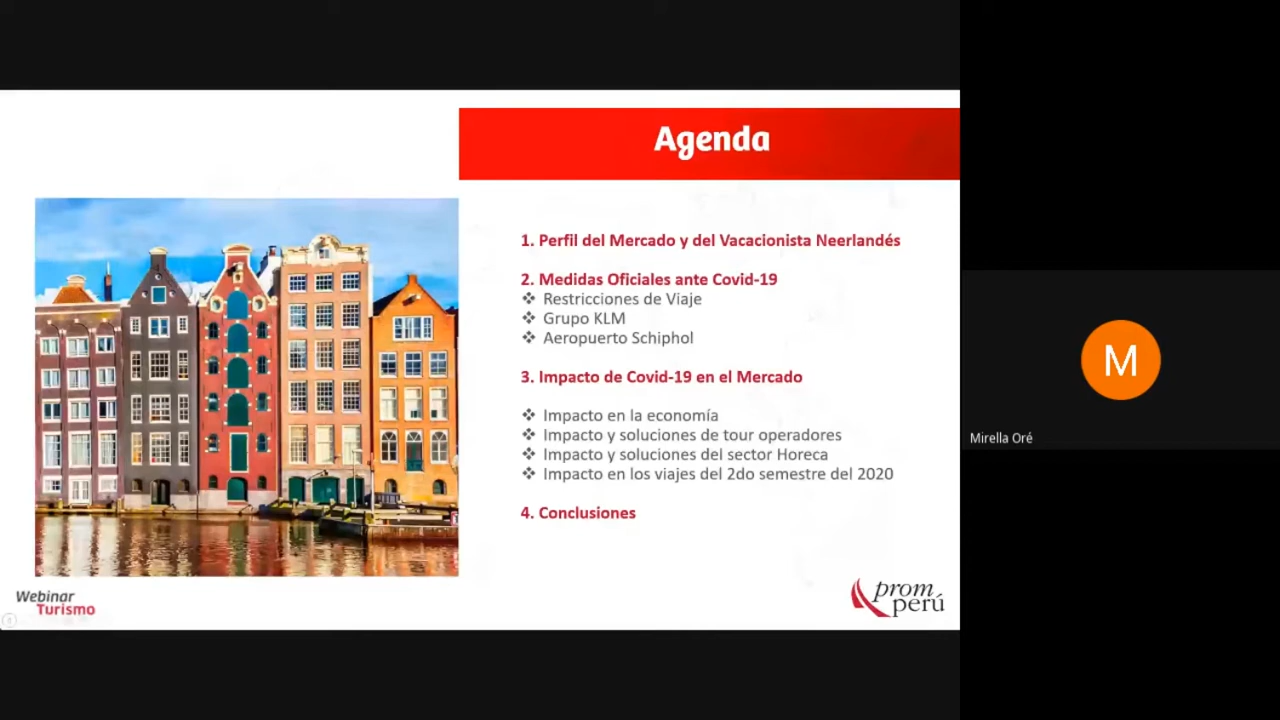 Agenda
1. Perfil del Mercado y del Vacacionista Neerlandés
2. Medidas Oficiales ante Covid-19
❖ Restricciones de Viaje
❖ Grupo KLM
❖ Aeropuerto Schiphol
3. Impacto de Covid-19 en el Mercado
❖ Impacto en la economía
❖ Impacto y soluciones de tour operadores
❖ Impacto y soluciones del sector Horeca
❖ Impacto en los viajes del 2do semestre del 2020
4. Conclusiones
Webinar
Turismo
prom
perú
M
Mirella Oré